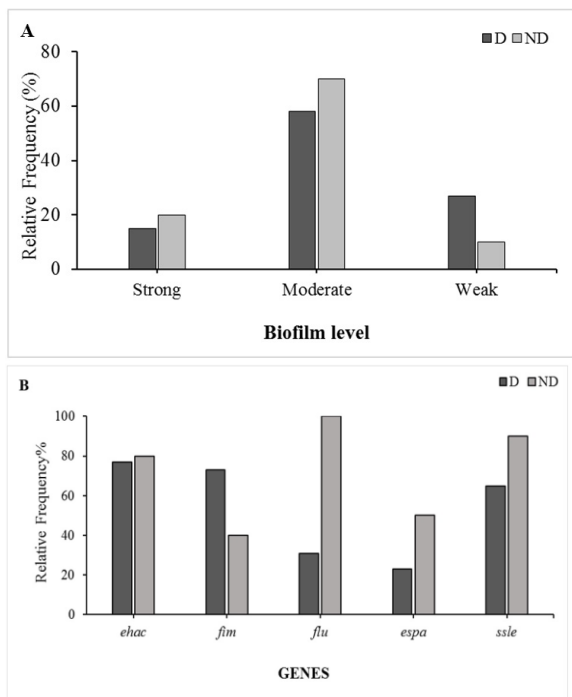 A
D ND
Relative Frequency (%)
80
60
40
20
0
Strong Moderate Weak
Biofilm level
B
D ND
Relative Frequency%
100
80
60
40
20
0
ehac fim flu espa ssle
GENES